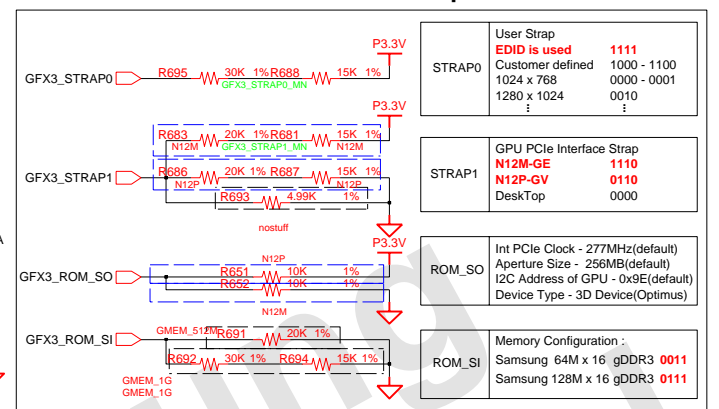 P3.3V
GFX3_STRAP0
R695 30K 1% R688 15K 1%
GFX3_STRAP0_MN
P3.3V
R683 20K 1% R681 15K 1%
N12M GFX3_STRAP1_MN N12M
GFX3_STRAP1
R686 20K 1% R687 15K 1%
N12P N12P
R693 4.99K 1%
nostuff
P3.3V
N12P
GFX3_ROM_SO
R651 10K 1%
R652 10K 1%
N12M
GFX3_ROM_SI
GMEM_512M
R691 20K 1%
R692 30K 1% R694 15K 1%
GMEM_1G
GMEM_1G
STRAP0
User Strap
EDID is used 1111
Customer defined 1000 - 1100
1024 x 768 0000 - 0001
1280 x 1024 0010
STRAP1
GPU PCIe Interface Strap
N12M-GE 1110
N12P-GV 0110
DeskTop 0000
ROM_SO
Int PCIe Clock - 277MHz(default)
Aperture Size - 256MB(default)
I2C Address of GPU - 0x9E(default)
Device Type - 3D Device(Optimus)
ROM_SI
Memory Configuration :
Samsung 64M x 16 gDDR3 0011
Samsung 128M x 16 gDDR3 0111